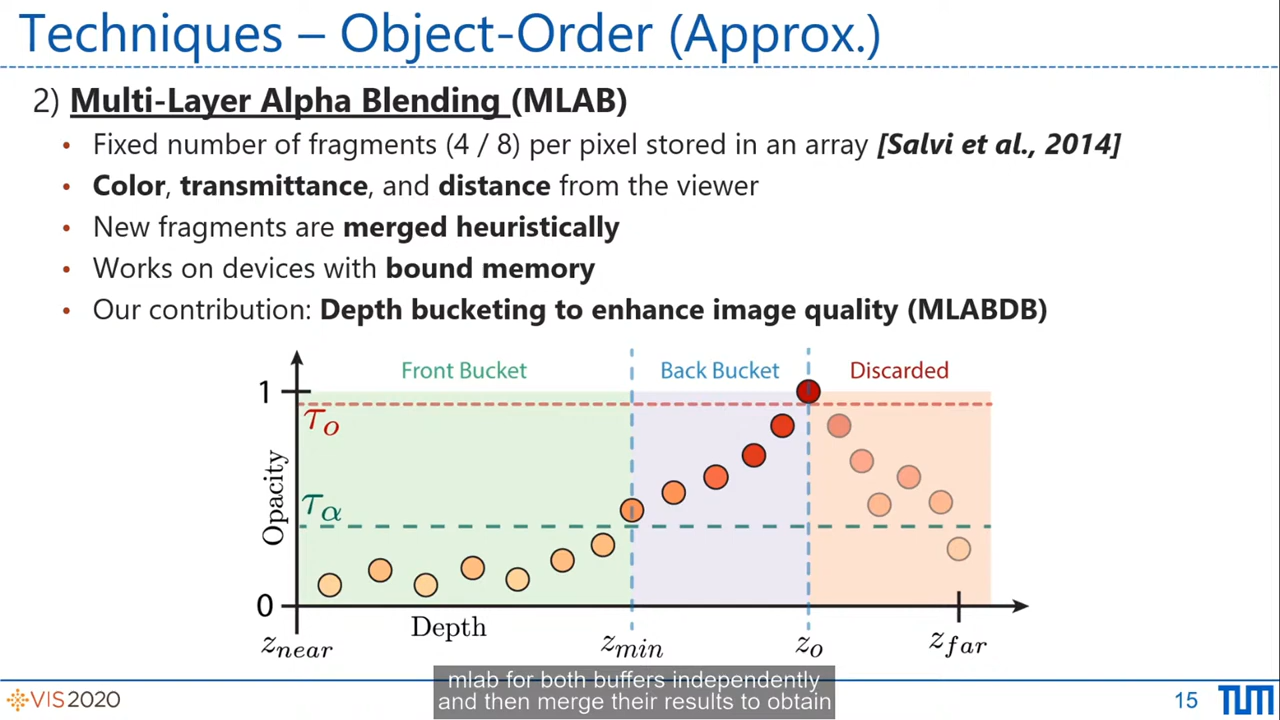 Techniques – Object-Order (Approx.)
2) Multi-Layer Alpha Blending (MLAB)
• Fixed number of fragments (4 / 8) per pixel stored in an array [Salvi et al., 2014]
• Color, transmittance, and distance from the viewer
• New fragments are merged heuristically
• Works on devices with bound memory
• Our contribution: Depth bucketing to enhance image quality (MLABDB)
Front Bucket
Back Bucket
Discarded
1
τo
τα
Opacity
0
Depth
znear
zmin
zo
zfar
mlab for both buffers independently
and then merge their results to obtain
VIS2020
15
TUM